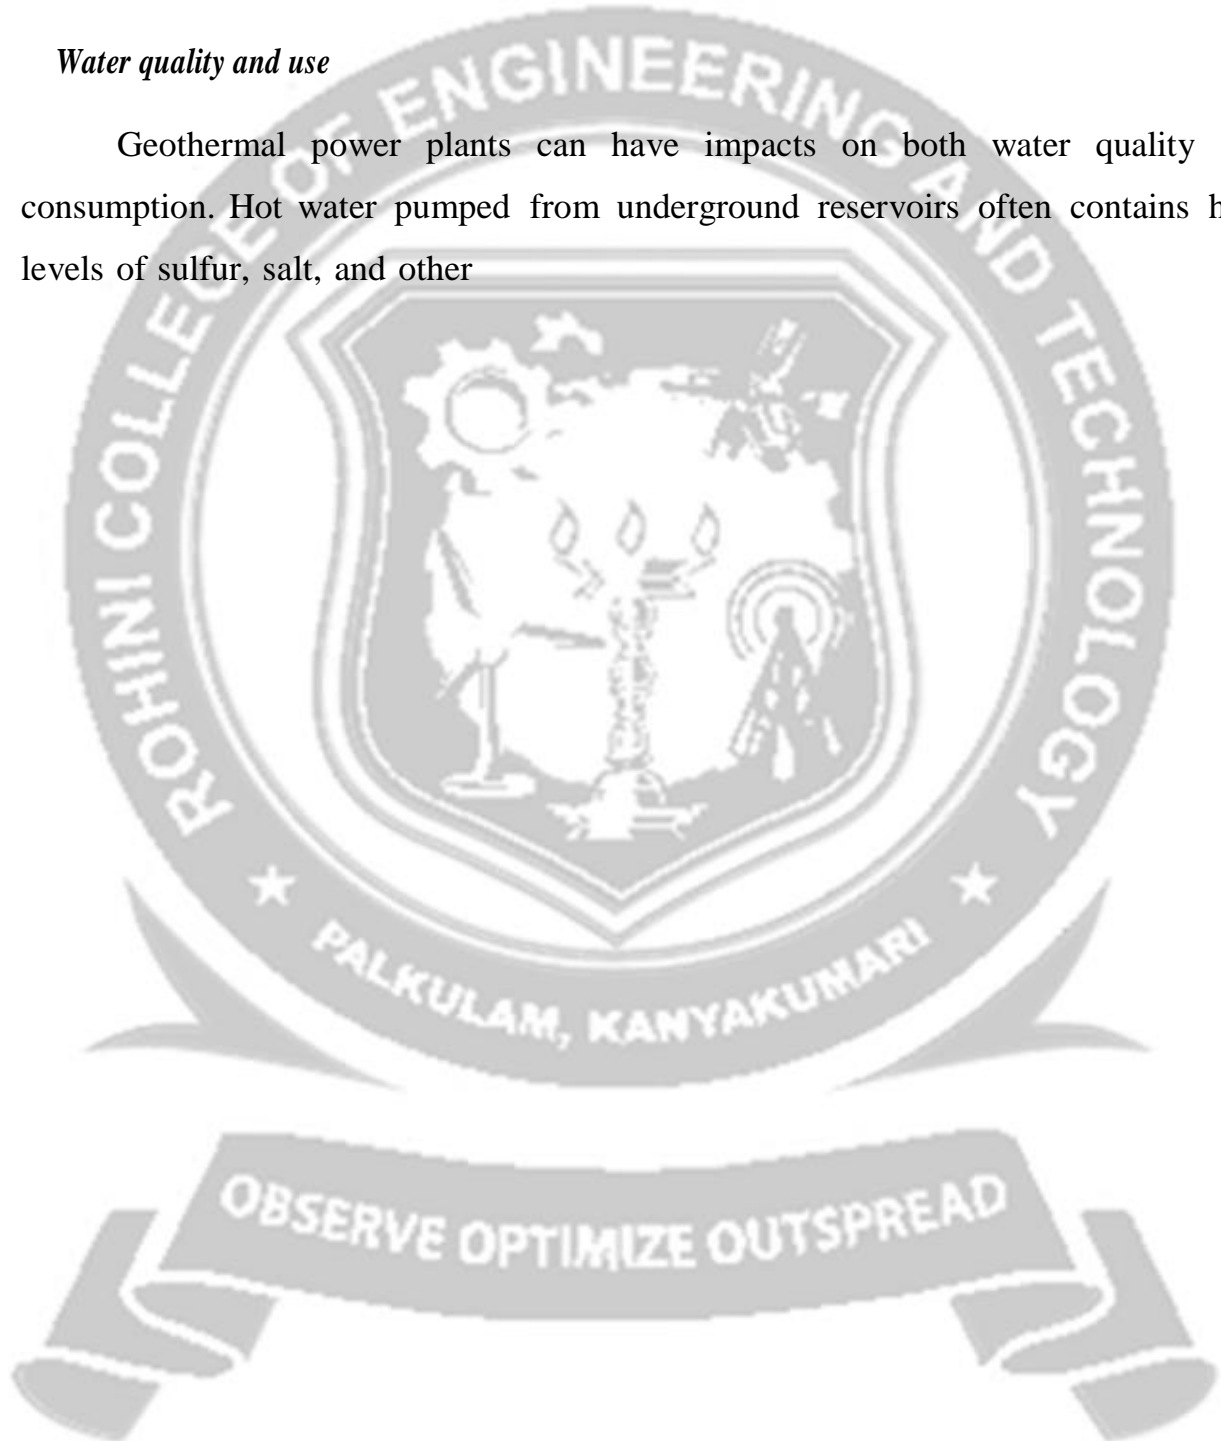 Water quality and use
Geothermal power plants can have impacts on both water quality
consumption. Hot water pumped from underground reservoirs often contains
levels of sulfur, salt, and other
ROHINI COLLEGE OF ENGINEERING AND TECHNOLOGY
PALKULAM, KANYAKUMARI
OBSERVE OPTIMIZE OUTSPREAD